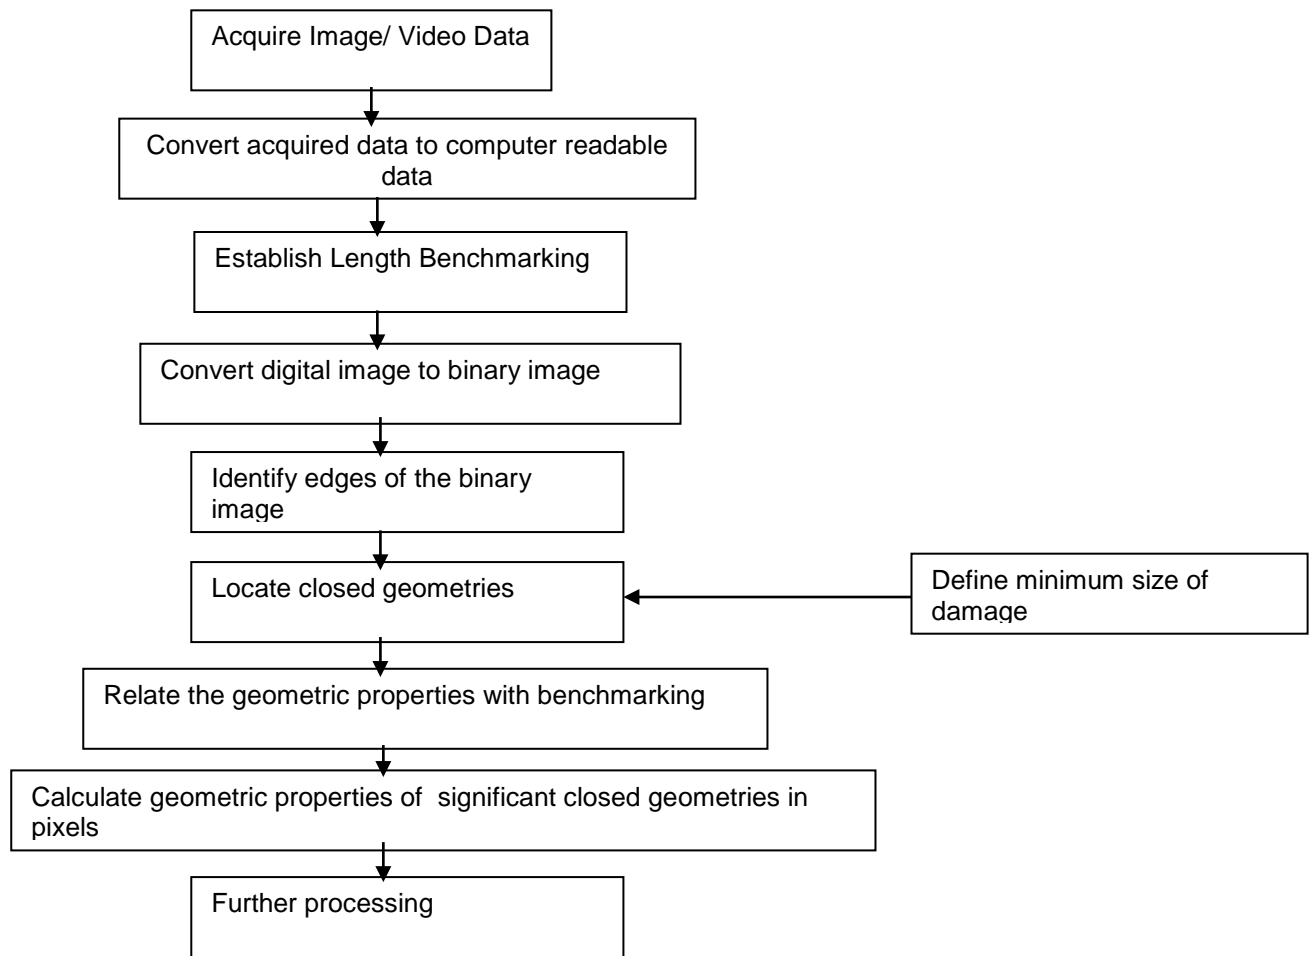 Acquire Image/ Video Data
Convert acquired data to computer readable
data
Establish Length Benchmarking
Convert digital image to binary image
Identify edges of the binary
image
Locate closed geometries
Define minimum size of
damage
Relate the geometric properties with benchmarking
Calculate geometric properties of  significant closed geometries in
pixels
Further processing